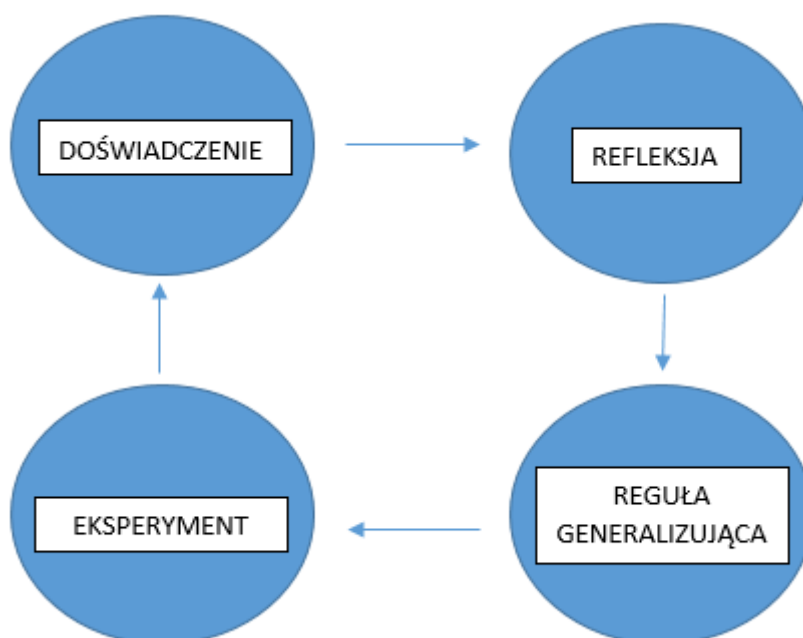 DOŚWIADCZENIE
REFLEKSJA
REGUŁA
GENERALIZUJĄCA
EKSPERYMENT